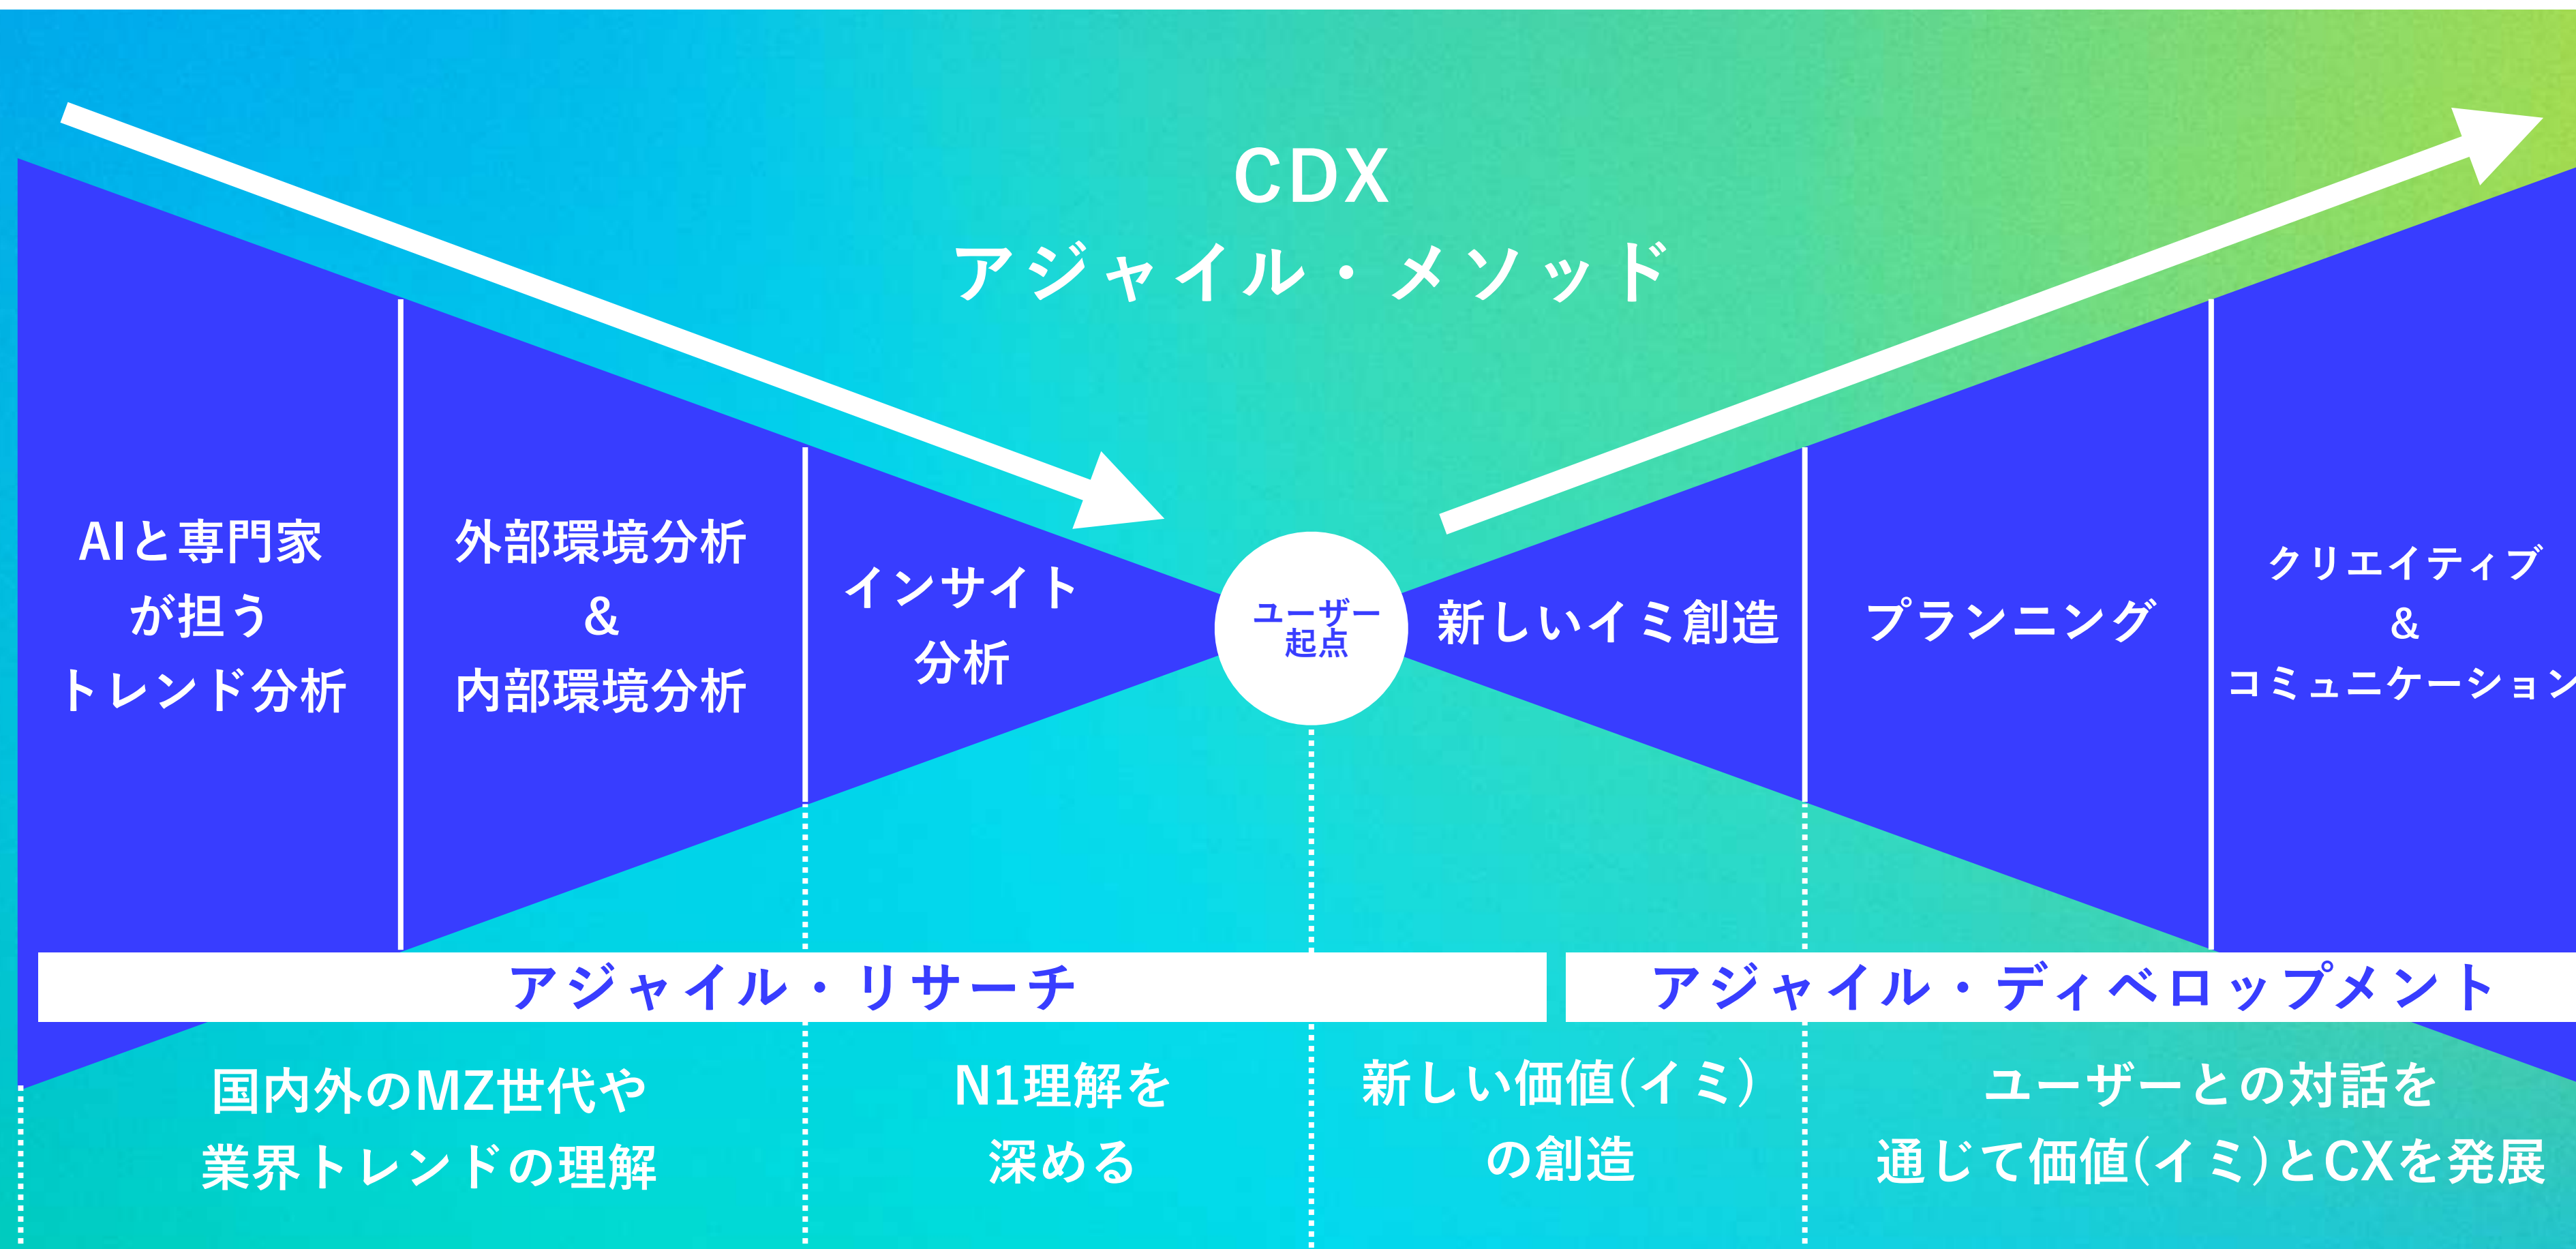 CDX
アジャイル・メソッド
AIと専門家
が担う
トレンド分析
外部環境分析
&
内部環境分析
インサイト
分析
ユーザー
起点
新しいイミ創造
プランニング
クリエイティブ
&
コミュニケーション
アジャイル・リサーチ
アジャイル・ディベロップメント
国内外のMZ世代や
業界トレンドの理解
N1理解を
深める
新しい価値(イミ)
の創造
ユーザーとの対話を
通じて価値(イミ)とCXを発展